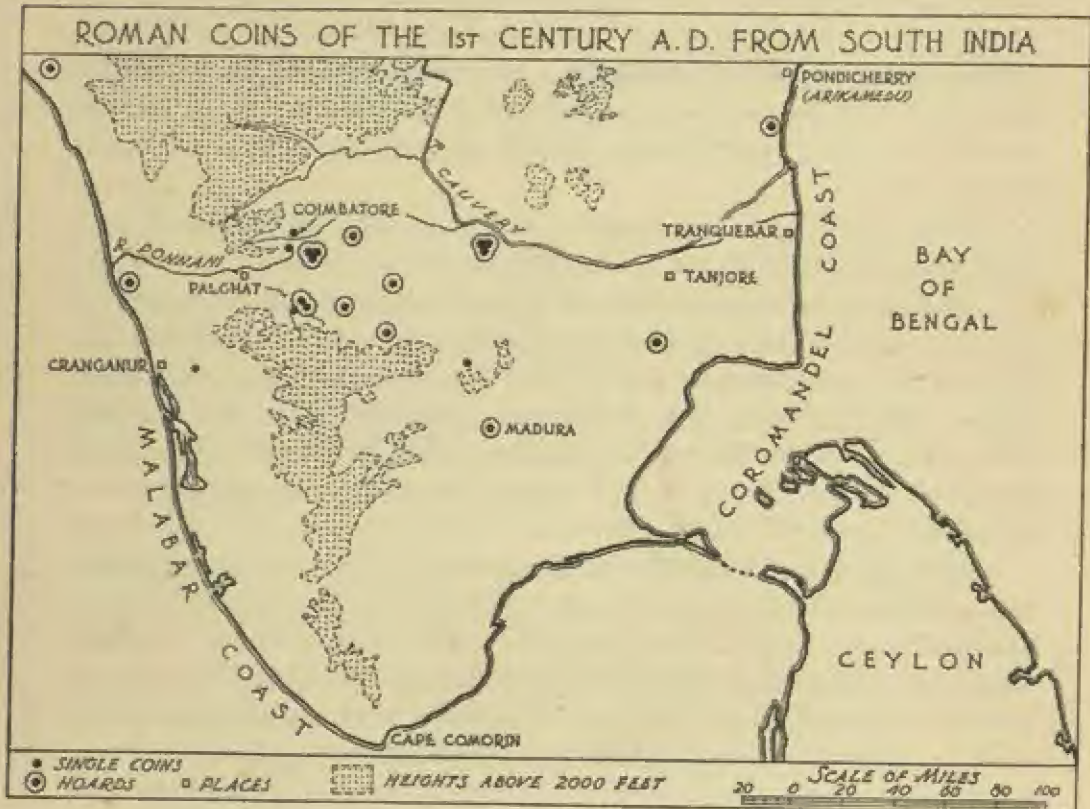 ROMAN COINS OF THE 1ST CENTURY A.D. FROM SOUTH INDIA
PONDICHERRY
(ARIKAMEDU)
R. CAUVERY
COIMBATORE
R. PONNANI
TRANQUEBAR
TANJORE
PALGHAT
CRANGANUR
MADURA
BAY
OF
BENGAL
COROMANDEL COAST
MALABAR COAST
CEYLON
CAPE COMORIN
SINGLE COINS
HOARDS
PLACES
HEIGHTS ABOVE 2000 FEET
SCALE OF MILES
20 0 20 40 60 80 100